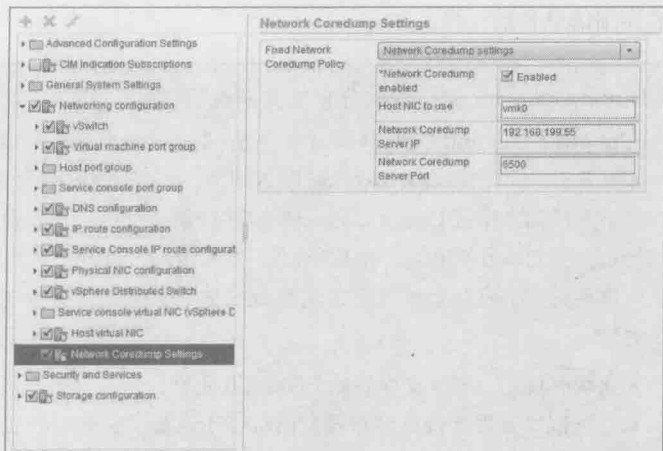 Advanced Configuration Settings
CIM Indication Subscriptions
General System Settings
Networking configuration
vSwitch
Virtual machine port group
Host port group
Service console port group
DNS configuration
IP route configuration
Service Console IP route configurat
Physical NIC configuration
vSphere Distributed Switch
Service console virtual NIC (vSphere D
Host virtual NIC
Network Coredump Settings
Security and Services
Storage configuration
Network Coredump Settings
Fixed Network
Coredump Policy
Network Coredump settings
*Network Coredump
enabled
Enabled
Host NIC to use
vmk0
Network Coredump
Server IP
192.168.199.55
Network Coredump
Server Port
6500